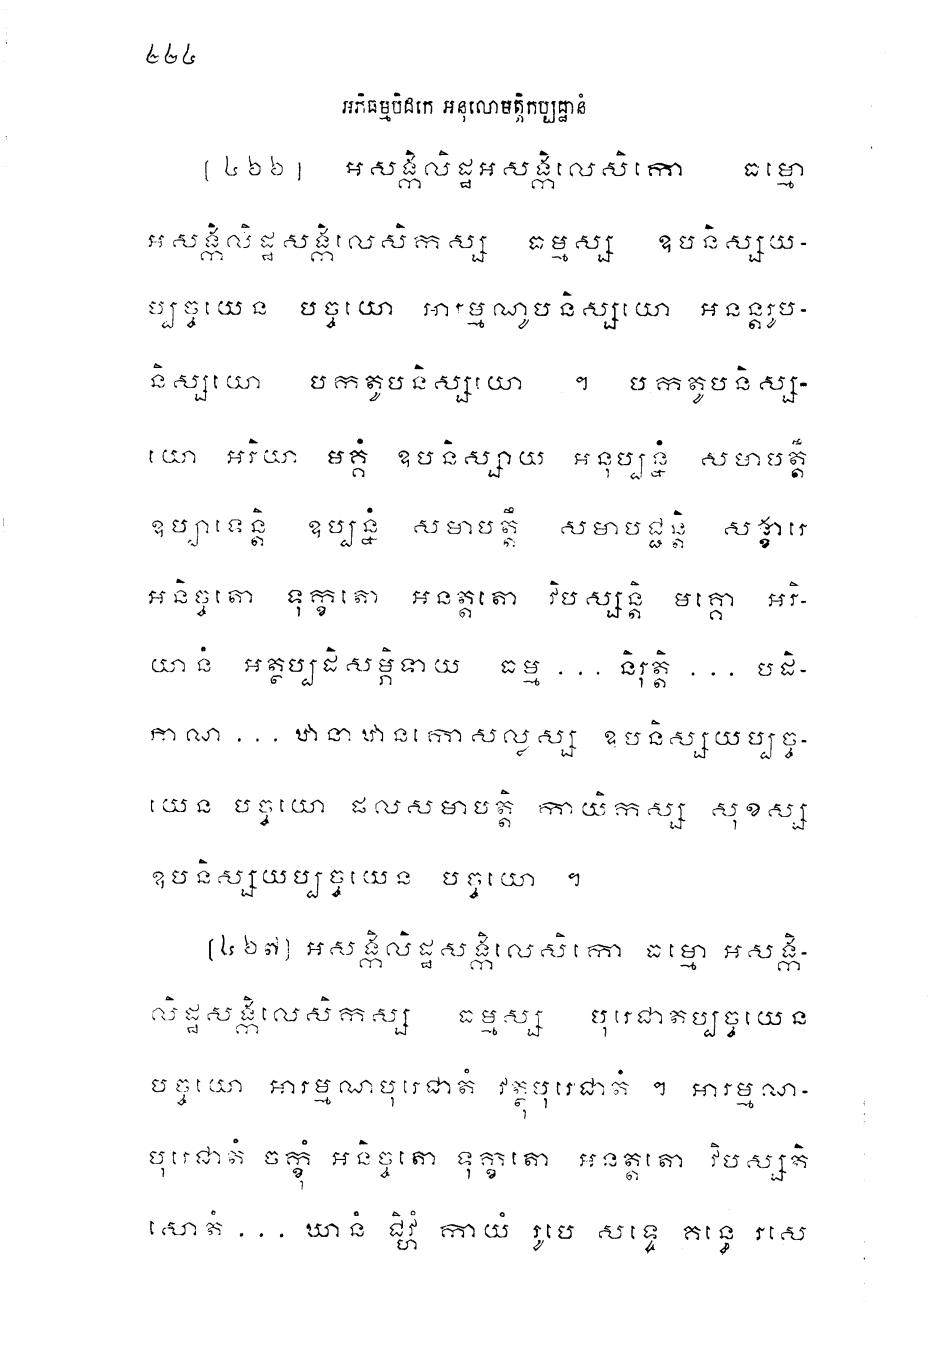 ៤៤៤
អភិធម្មបិដកេ អនុលោមត្តិកប្បដ្ឋានំ
[៤៦៦] អសង្កិលិដ្ឋអសង្កិលេសិកោ ធម្មោ
អសង្កិលិដ្ឋសង្កិលេសិកស្ស ធម្មស្ស ឧបនិស្សយ-
ប្បច្ចយេន បច្ចយោ អារម្មណូបនិស្សយោ អនន្តរូប-
និស្សយោ បកតូបនិស្សយោ ។ បកតូបនិស្ស-
យោ អរិយា មគ្គំ ឧបនិស្សាយ អនុប្បន្នំ សមាបត្តឹ
ឧប្បាទេន្តិ ឧប្បន្នំ សមាបត្តឹ សមាបជ្ជន្តិ សង្ខារេ
អនិច្ចតោ ទុក្ខតោ អនត្តតោ វិបស្សន្តិ មគ្គោ អរិ-
យានំ អត្ថប្បដិសម្ភិទាយ ធម្ម ... និរុត្តិ ... បដិ-
ភាណ ... ឋានាឋានកោសល្លស្ស ឧបនិស្សយប្បច្ច-
យេន បច្ចយោ ផលសមាបត្តិ កាយិកស្ស សុខស្ស
ឧបនិស្សយប្បច្ចយេន បច្ចយោ ។
[៤៦៧] អសង្កិលិដ្ឋសង្កិលេសិកោ ធម្មោ អសង្កិ-
លិដ្ឋសង្កិលេសិកស្ស ធម្មស្ស បុរេជាតប្បច្ចយេន
បច្ចយោ អារម្មណបុរេជាតំ វត្ថុបុរេជាតំ ។ អារម្មណ-
បុរេជាតំ ចក្ខុំ អនិច្ចតោ ទុក្ខតោ អនត្តតោ វិបស្សតិ
សោតំ ... ឃានំ ជិវ្ហំ កាយំ រូបេ សទ្ទេ គន្ធេ រសេ